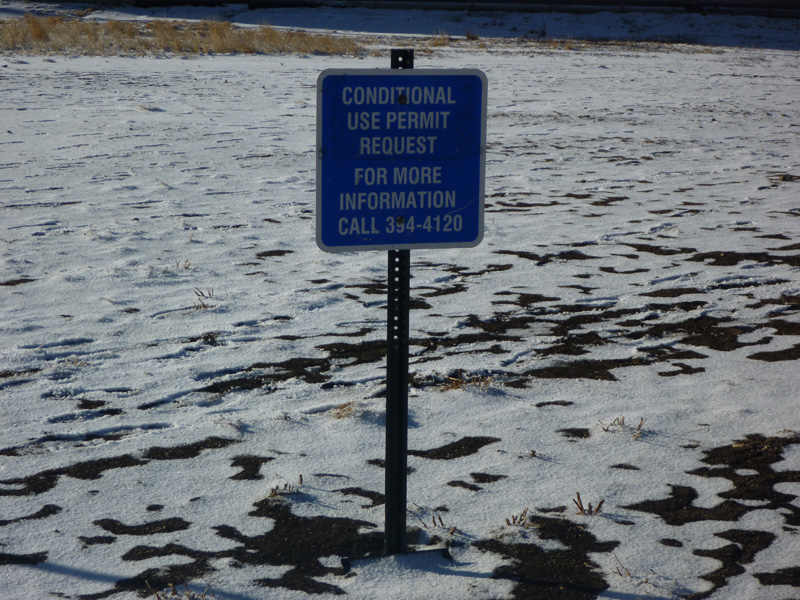 CONDITIONAL
USE PERMIT
REQUEST
FOR MORE
INFORMATION
CALL 394-4120